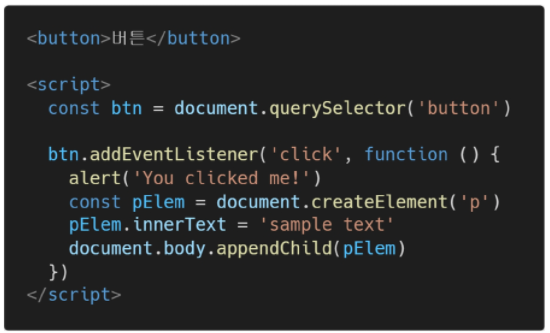 <button>버튼</button>
<script>
const btn = document.querySelector('button')
btn.addEventListener('click', function () {
alert('You clicked me!')
const pElem = document.createElement('p')
pElem.innerText = 'sample text'
document.body.appendChild(pElem)
})
</script>